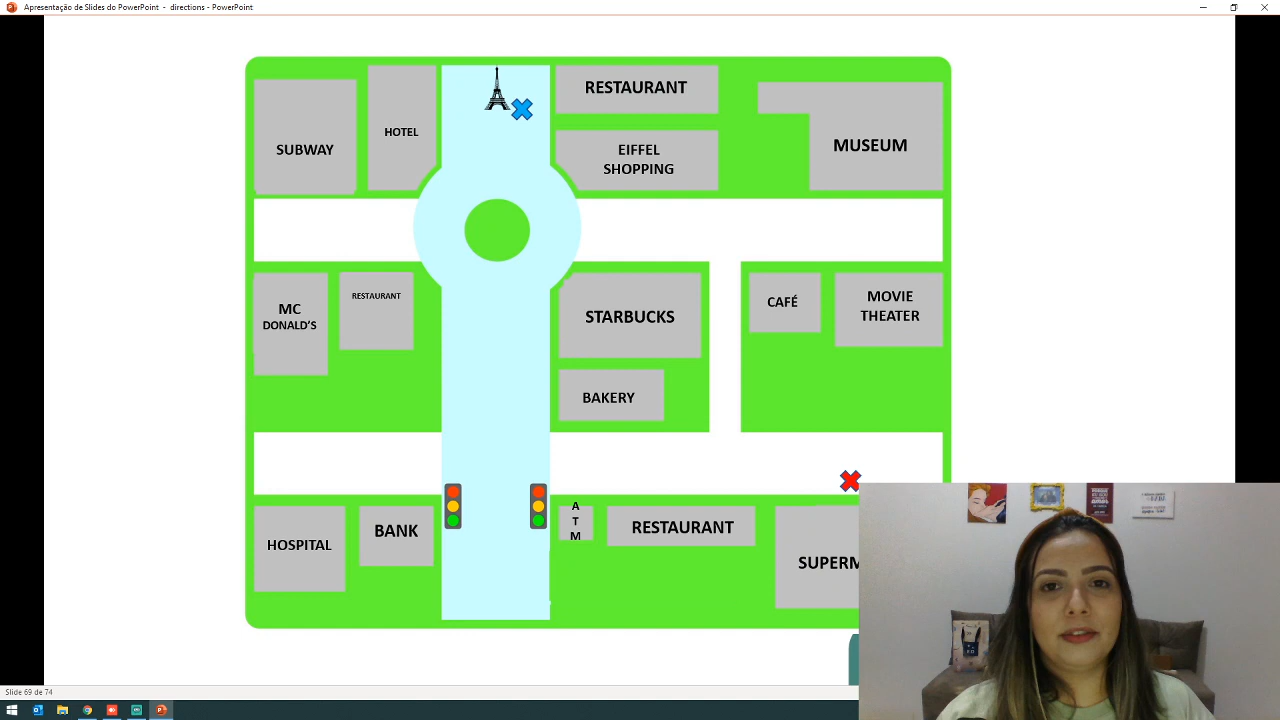 Apresentação de Slides do PowerPoint - directions - PowerPoint
RESTAURANT
HOTEL
SUBWAY
EIFFEL
SHOPPING
MUSEUM
MC
DONALD'S
RESTAURANT
STARBUCKS
CAFÉ
MOVIE
THEATER
BAKERY
HOSPITAL
BANK
A
T
M
RESTAURANT
SUPERM
Slide 69 de 74